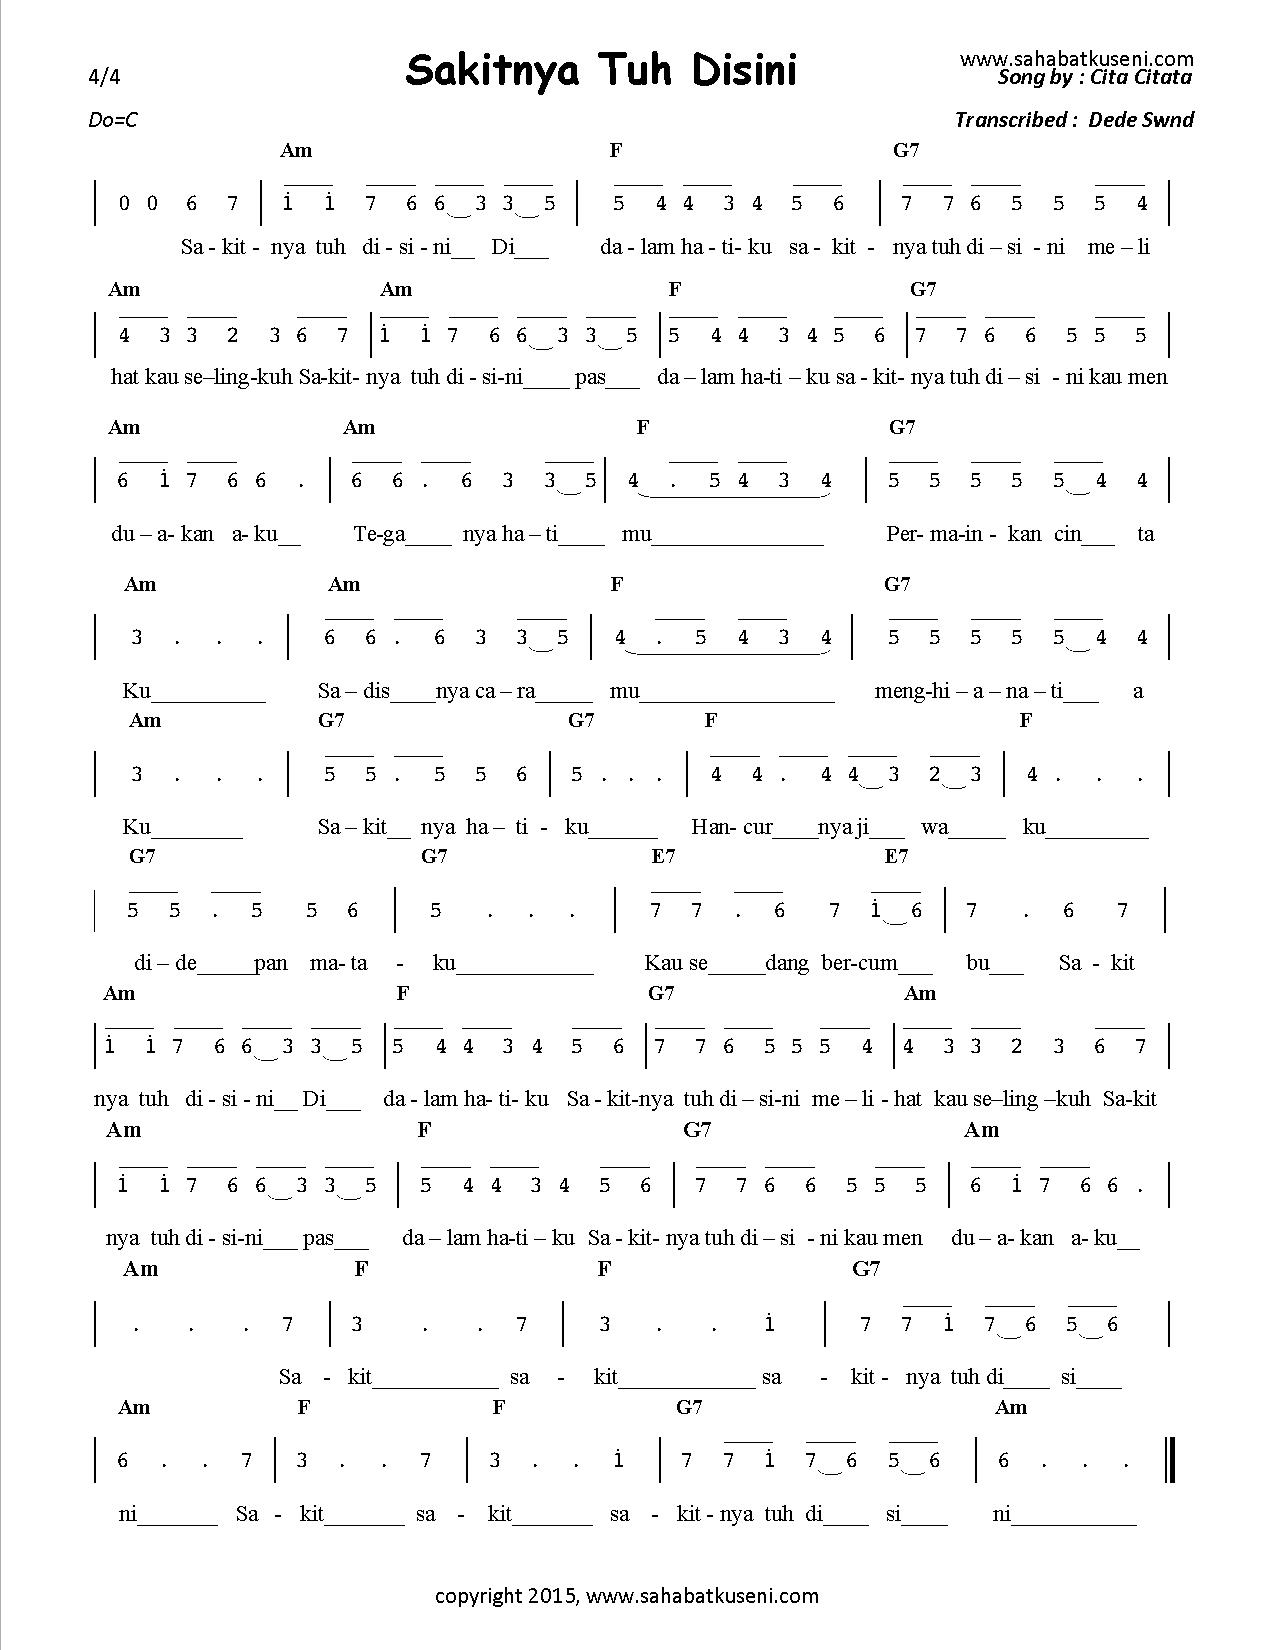 4/4
Sakitnya Tuh Disini
www.sahabatkuseni.com
Song by : Cita Citata
Do=C
Transcribed : Dede Swnd
Am F G7
0 0 6 7 | i i 7 6 6 3 3 5 | 5 4 4 3 4 5 6 | 7 7 6 5 5 5 4 |
Sa - kit - nya tuh di - si - ni__ Di___ da - lam ha - ti- ku sa - kit - nya tuh di – si - ni me – li
Am Am F G7
| 4 3 3 2 3 6 7 | i i 7 6 6 3 3 5 | 5 4 4 3 4 5 6 | 7 7 6 6 5 5 5 |
hat kau se–ling-kuh Sa-kit- nya tuh di - si-ni____ pas___ da – lam ha-ti – ku sa - kit- nya tuh di – si - ni kau men
Am Am F G7
| 6 i 7 6 6 . | 6 6 . 6 3 3 5 | 4 . 5 4 3 4 | 5 5 5 5 5 4 4 |
du – a- kan a- ku__ Te-ga____ nya ha – ti____ mu_______________ Per- ma-in - kan cin___ ta
Am Am F G7
| 3 . . . | 6 6 . 6 3 3 5 | 4 . 5 4 3 4 | 5 5 5 5 5 4 4 |
Ku__________ Sa – dis____nya ca – ra_____ mu_________________ meng-hi – a – na – ti___ a
Am G7 G7 F F
| 3 . . . | 5 5 . 5 5 6 | 5 . . . | 4 4 . 4 4 3 2 3 | 4 . . . |
Ku________ Sa – kit__ nya ha – ti - ku______ Han- cur____nya ji___ wa_____ ku_________
G7 G7 E7 E7
| 5 5 . 5 5 6 | 5 . . . | 7 7 . 6 7 i 6 | 7 . 6 7 |
di – de_____pan ma- ta - ku____________ Kau se_____dang ber-cum___ bu___ Sa - kit
Am F G7 Am
| i i 7 6 6 3 3 5 | 5 4 4 3 4 5 6 | 7 7 6 5 5 5 4 | 4 3 3 2 3 6 7 |
nya tuh di - si - ni__ Di___ da - lam ha- ti- ku Sa - kit-nya tuh di – si-ni me – li - hat kau se–ling –kuh Sa-kit
Am F G7 Am
| i i 7 6 6 3 3 5 | 5 4 4 3 4 5 6 | 7 7 6 6 5 5 5 | 6 i 7 6 6 . |
nya tuh di - si-ni___ pas___ da – lam ha-ti – ku Sa - kit- nya tuh di – si - ni kau men du – a- kan a- ku__
Am F F G7
| . . . 7 | 3 . . 7 | 3 . . i | 7 7 i 7 6 5 6 |
Sa - kit___________ sa - kit____________ sa - kit - nya tuh di____ si____
Am F F G7 Am
| 6 . . 7 | 3 . . 7 | 3 . . i | 7 7 i 7 6 5 6 | 6 . . . ||
ni_______ Sa - kit_______ sa - kit_______ sa - kit - nya tuh di____ si____ ni___________
copyright 2015, www.sahabatkuseni.com